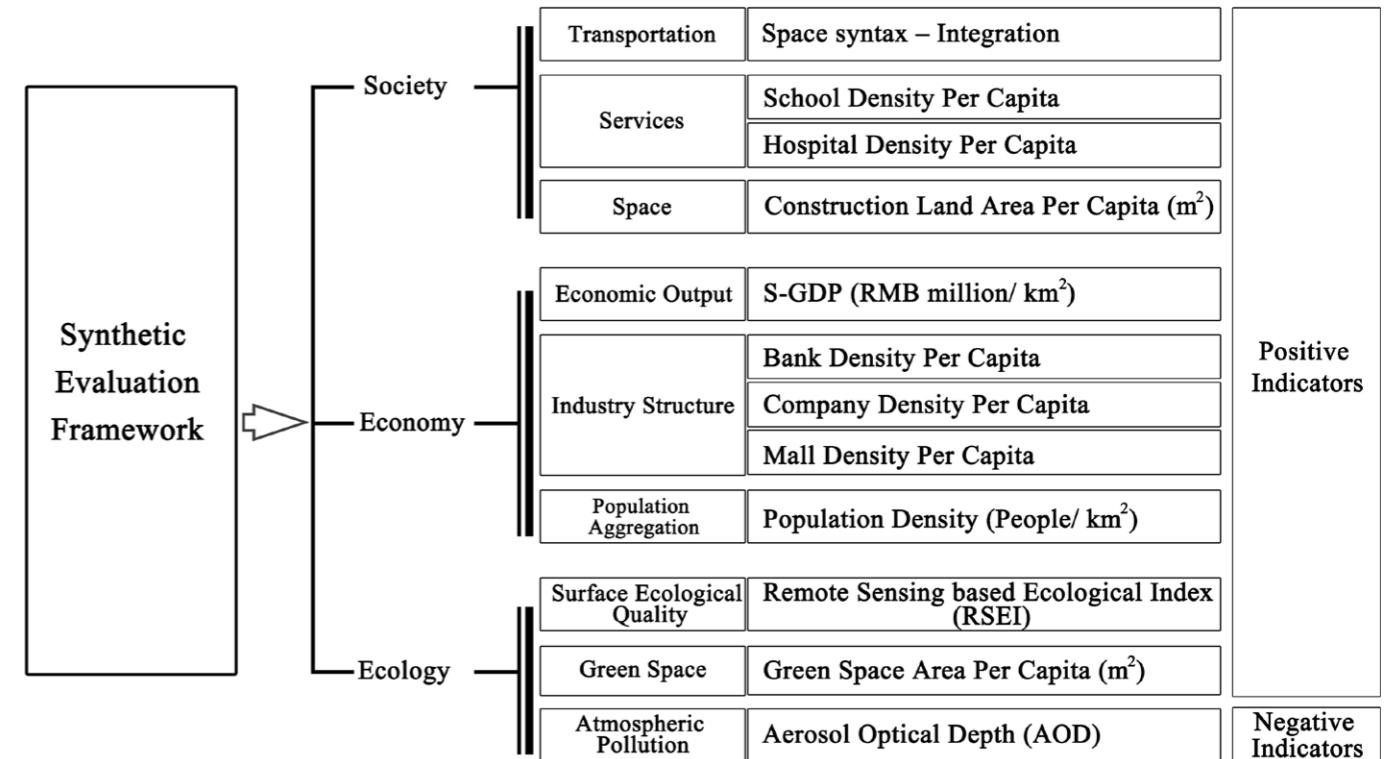 Synthetic
Evaluation
Framework
Society
Transportation
Space syntax – Integration
Services
School Density Per Capita
Hospital Density Per Capita
Space
Construction Land Area Per Capita (m²)
Economy
Economic Output
S-GDP (RMB million/ km²)
Industry Structure
Bank Density Per Capita
Company Density Per Capita
Mall Density Per Capita
Population
Aggregation
Population Density (People/ km²)
Ecology
Surface Ecological
Quality
Remote Sensing based Ecological Index
(RSEI)
Green Space
Green Space Area Per Capita (m²)
Atmospheric
Pollution
Aerosol Optical Depth (AOD)
Positive
Indicators
Negative
Indicators